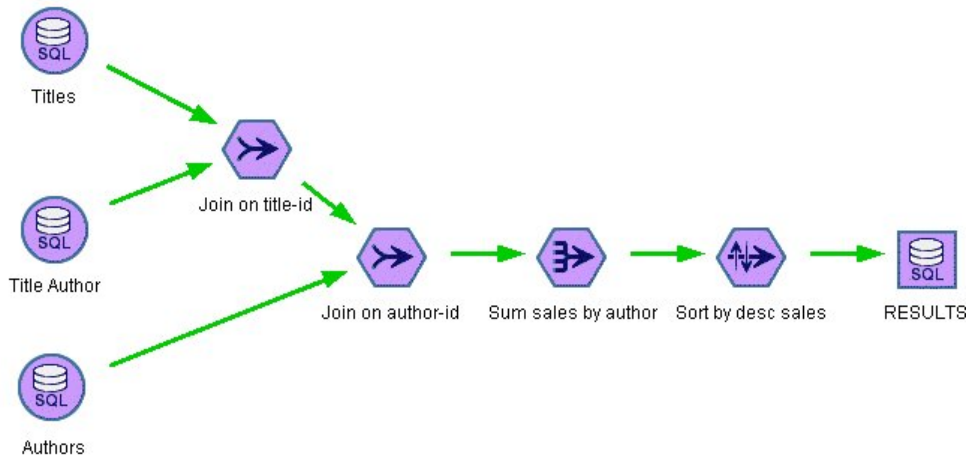 SQL
Titles
Join on title-id
SQL
Title Author
Join on author-id
Sum sales by author
Sort by desc sales
SQL
RESULTS
SQL
Authors